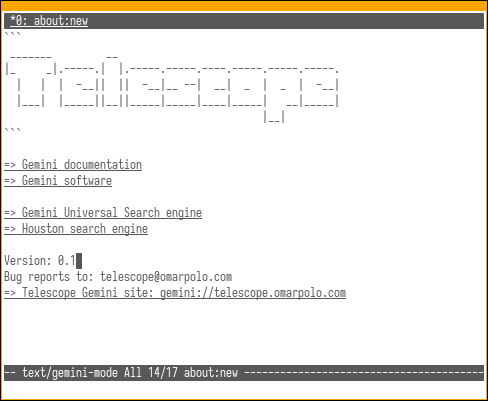 *0: about:new
```
 _______         __
|_     _|.-----.|  |.-----.-----.----.-----.-----.-----.
  |   |  |  -__||  ||  -__|__ --|  __|  _  |  _  |  -__|
  |___|  |_____||__||_____|_____|____|_____|   __|_____|
                                           |__|
```
=> Gemini documentation
=> Gemini software
=> Gemini Universal Search engine
=> Houston search engine
Version: 0.1
Bug reports to: telescope@omarpolo.com
=> Telescope Gemini site: gemini://telescope.omarpolo.com
-- text/gemini-mode All 14/17 about:new ----------------------------------------